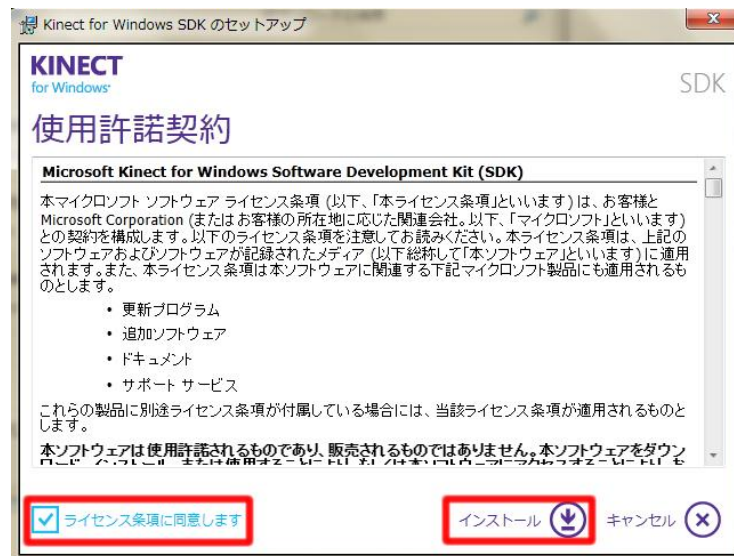 Kinect for Windows SDK のセットアップ
KINECT
for Windows
SDK
使用許諾契約
Microsoft Kinect for Windows Software Development Kit (SDK)
本マイクロソフト ソフトウェア ライセンス条項 (以下、「本ライセンス条項」といいます) は、お客様と
Microsoft Corporation (またはお客様の所在地に応じた関連会社。以下、「マイクロソフト」といいます)
との契約を構成します。以下のライセンス条項を注意してお読みください。本ライセンス条項は、上記の
ソフトウェアおよびソフトウェアが記録されたメディア (以下総称して「本ソフトウェア」といいます) に適用
されます。また、本ライセンス条項は本ソフトウェアに関連する下記マイクロソフト製品にも適用されるも
のとします。
• 更新プログラム
• 追加ソフトウェア
• ドキュメント
• サポート サービス
これらの製品に別途ライセンス条項が付属している場合には、当該ライセンス条項が適用されるものと
します。
本ソフトウェアは使用許諾されるものであり、販売されるものではありません。本ソフトウェアをダウン
ライセンス条項に同意します
インストール
キャンセル